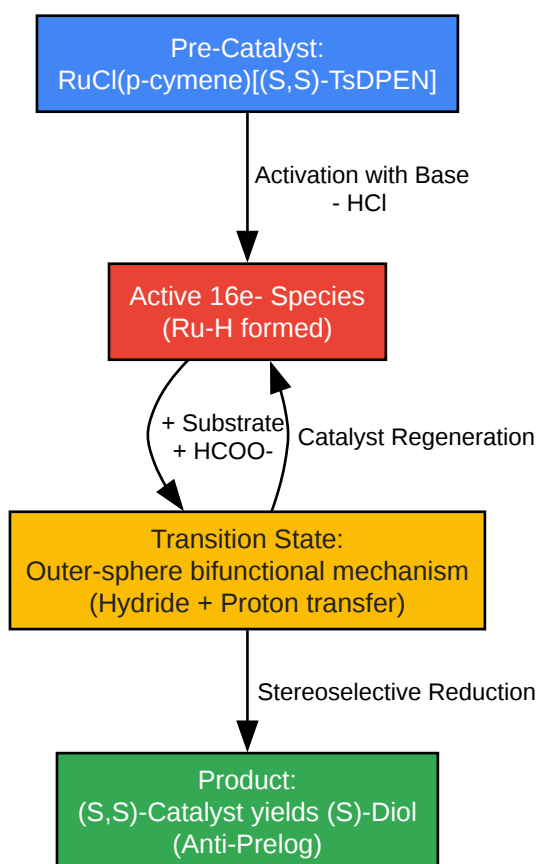 Pre-Catalyst:
RuCl(p-cymene)[(S,S)-TsDPEN]
Activation with Base
- HCl
Active 16e- Species
(Ru-H formed)
+ Substrate
+ HCOO-
Catalyst Regeneration
Transition State:
Outer-sphere bifunctional mechanism
(Hydride + Proton transfer)
Stereoselective Reduction
Product:
(S,S)-Catalyst yields (S)-Diol
(Anti-Prelog)